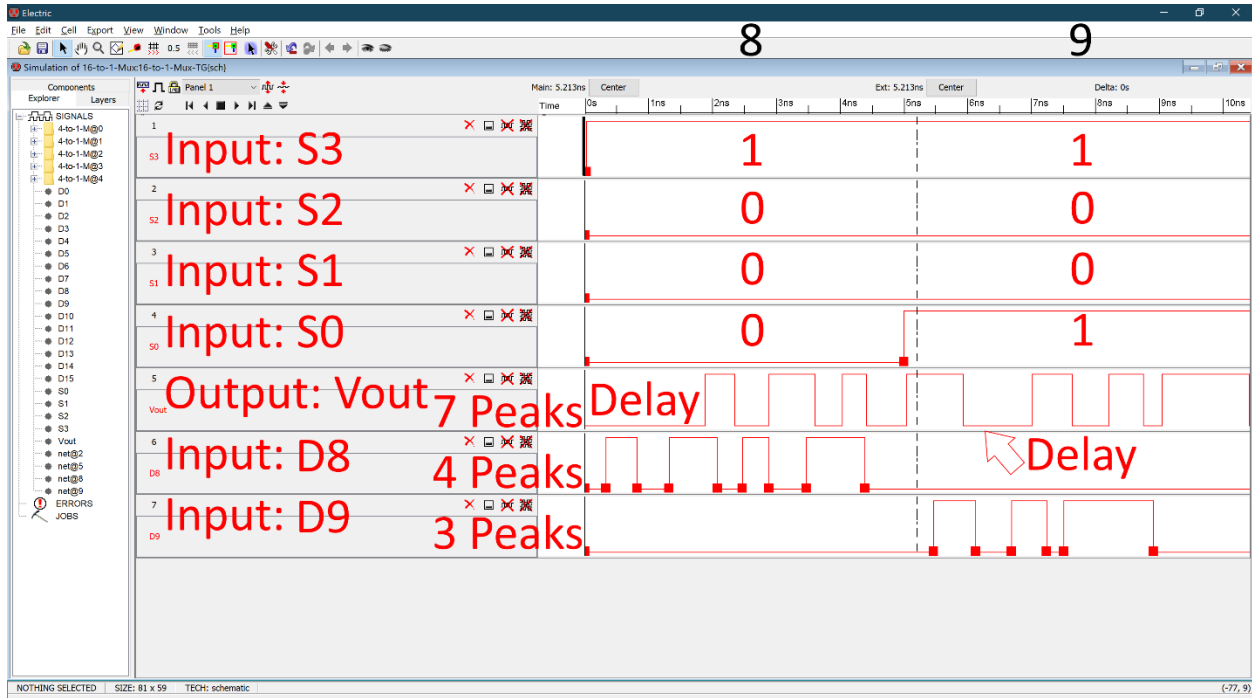 Electric
File Edit Cell Export View Window Tools Help
0.5
8 9
Simulation of 16-to-1-Mux:16-to-1-Mux-TG{sch}
Components
Explorer Layers
SIGNALS
4-to-1-M@0
4-to-1-M@1
4-to-1-M@2
4-to-1-M@3
4-to-1-M@4
D0
D1
D2
D3
D4
D5
D6
D7
D8
D9
D10
D11
D12
D13
D14
D15
S0
S1
S2
S3
Vout
net@2
net@5
net@8
net@9
ERRORS
JOBS
Panel 1
Main: 5.213ns Center Ext: 5.213ns Center Delta: 0s
Time 0s 1ns 2ns 3ns 4ns 5ns 6ns 7ns 8ns 9ns 10ns
1
S3 Input: S3 1 1
2
S2 Input: S2 0 0
3
S1 Input: S1 0 0
4
S0 Input: S0 0 1
5
Vout Output: Vout 7 Peaks Delay
Delay
6
D8 Input: D8 4 Peaks
7
D9 Input: D9 3 Peaks
NOTHING SELECTED SIZE: 81 x 59 TECH: schematic (-77, 9)